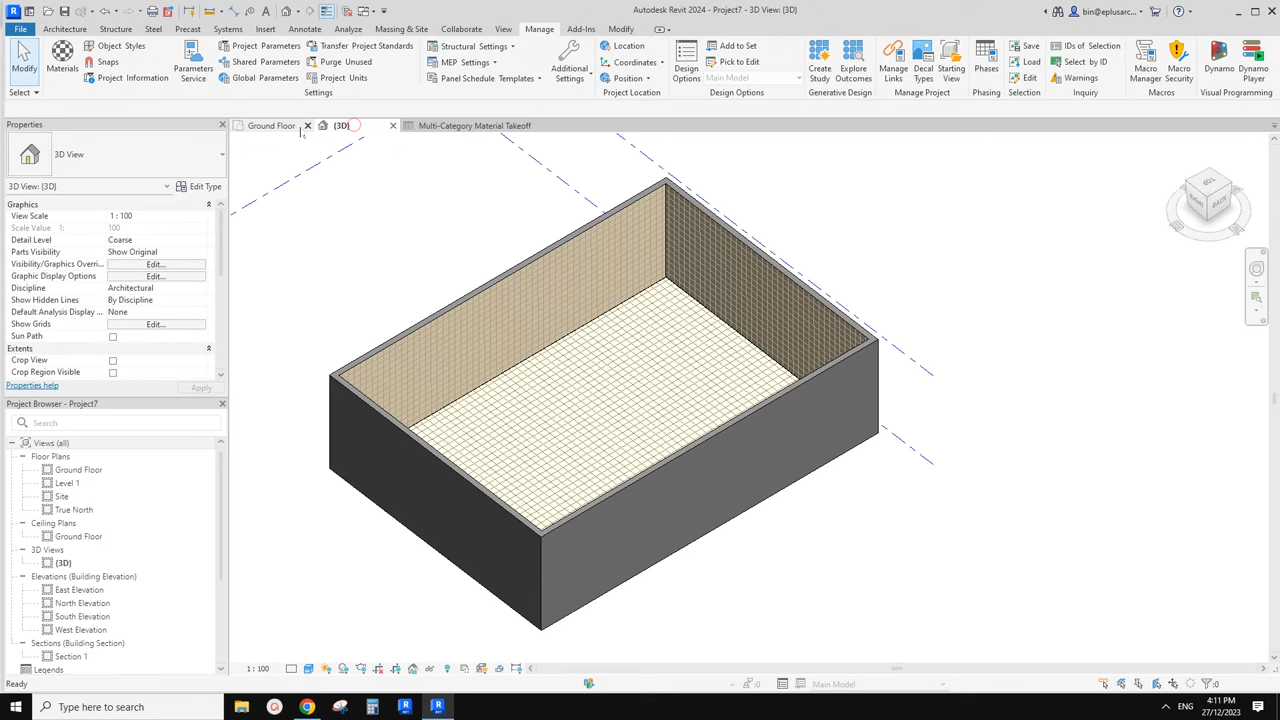 Autodesk Revit 2024 - Project7 - 3D View: {3D}
bin@eplusarc...
File Architecture Structure Steel Precast Systems Insert Annotate Analyze Massing & Site Collaborate View Manage Add-Ins Modify
Modify
Select
Materials
Object Styles
Snaps
Project Information
Parameters Service
Project Parameters
Shared Parameters
Global Parameters
Transfer Project Standards
Purge Unused
Project Units
Settings
Structural Settings
MEP Settings
Panel Schedule Templates
Additional Settings
Location
Coordinates
Position
Project Location
Design Options
Add to Set
Pick to Edit
Main Model
Design Options
Create Study
Explore Outcomes
Generative Design
Manage Links
Decal Types
Starting View
Manage Project
Phases
Phasing
Save
Load
Edit
Selection
IDs of Selection
Select by ID
Warnings
Inquiry
Macro Manager
Macro Security
Macros
Dynamo
Dynamo Player
Visual Programming
Properties
Ground Floor
{3D}
Multi-Category Material Takeoff
3D View
3D View: {3D}
Edit Type
Graphics
View Scale 1 : 100
Scale Value 1: 100
Detail Level Coarse
Parts Visibility Show Original
Visibility/Graphics Overri... Edit...
Graphic Display Options Edit...
Discipline Architectural
Show Hidden Lines By Discipline
Default Analysis Display ... None
Show Grids Edit...
Sun Path
Extents
Crop View
Crop Region Visible
Properties help
Apply
Project Browser - Project7
Search
Views (all)
Floor Plans
Ground Floor
Level 1
Site
True North
Ceiling Plans
Ground Floor
3D Views
{3D}
Elevations (Building Elevation)
East Elevation
North Elevation
South Elevation
West Elevation
Sections (Building Section)
Section 1
Legends
TOP
RIGHT
BACK
1 : 100
Ready
:0
Main Model
:0
Type here to search
ENG
4:11 PM
27/12/2023